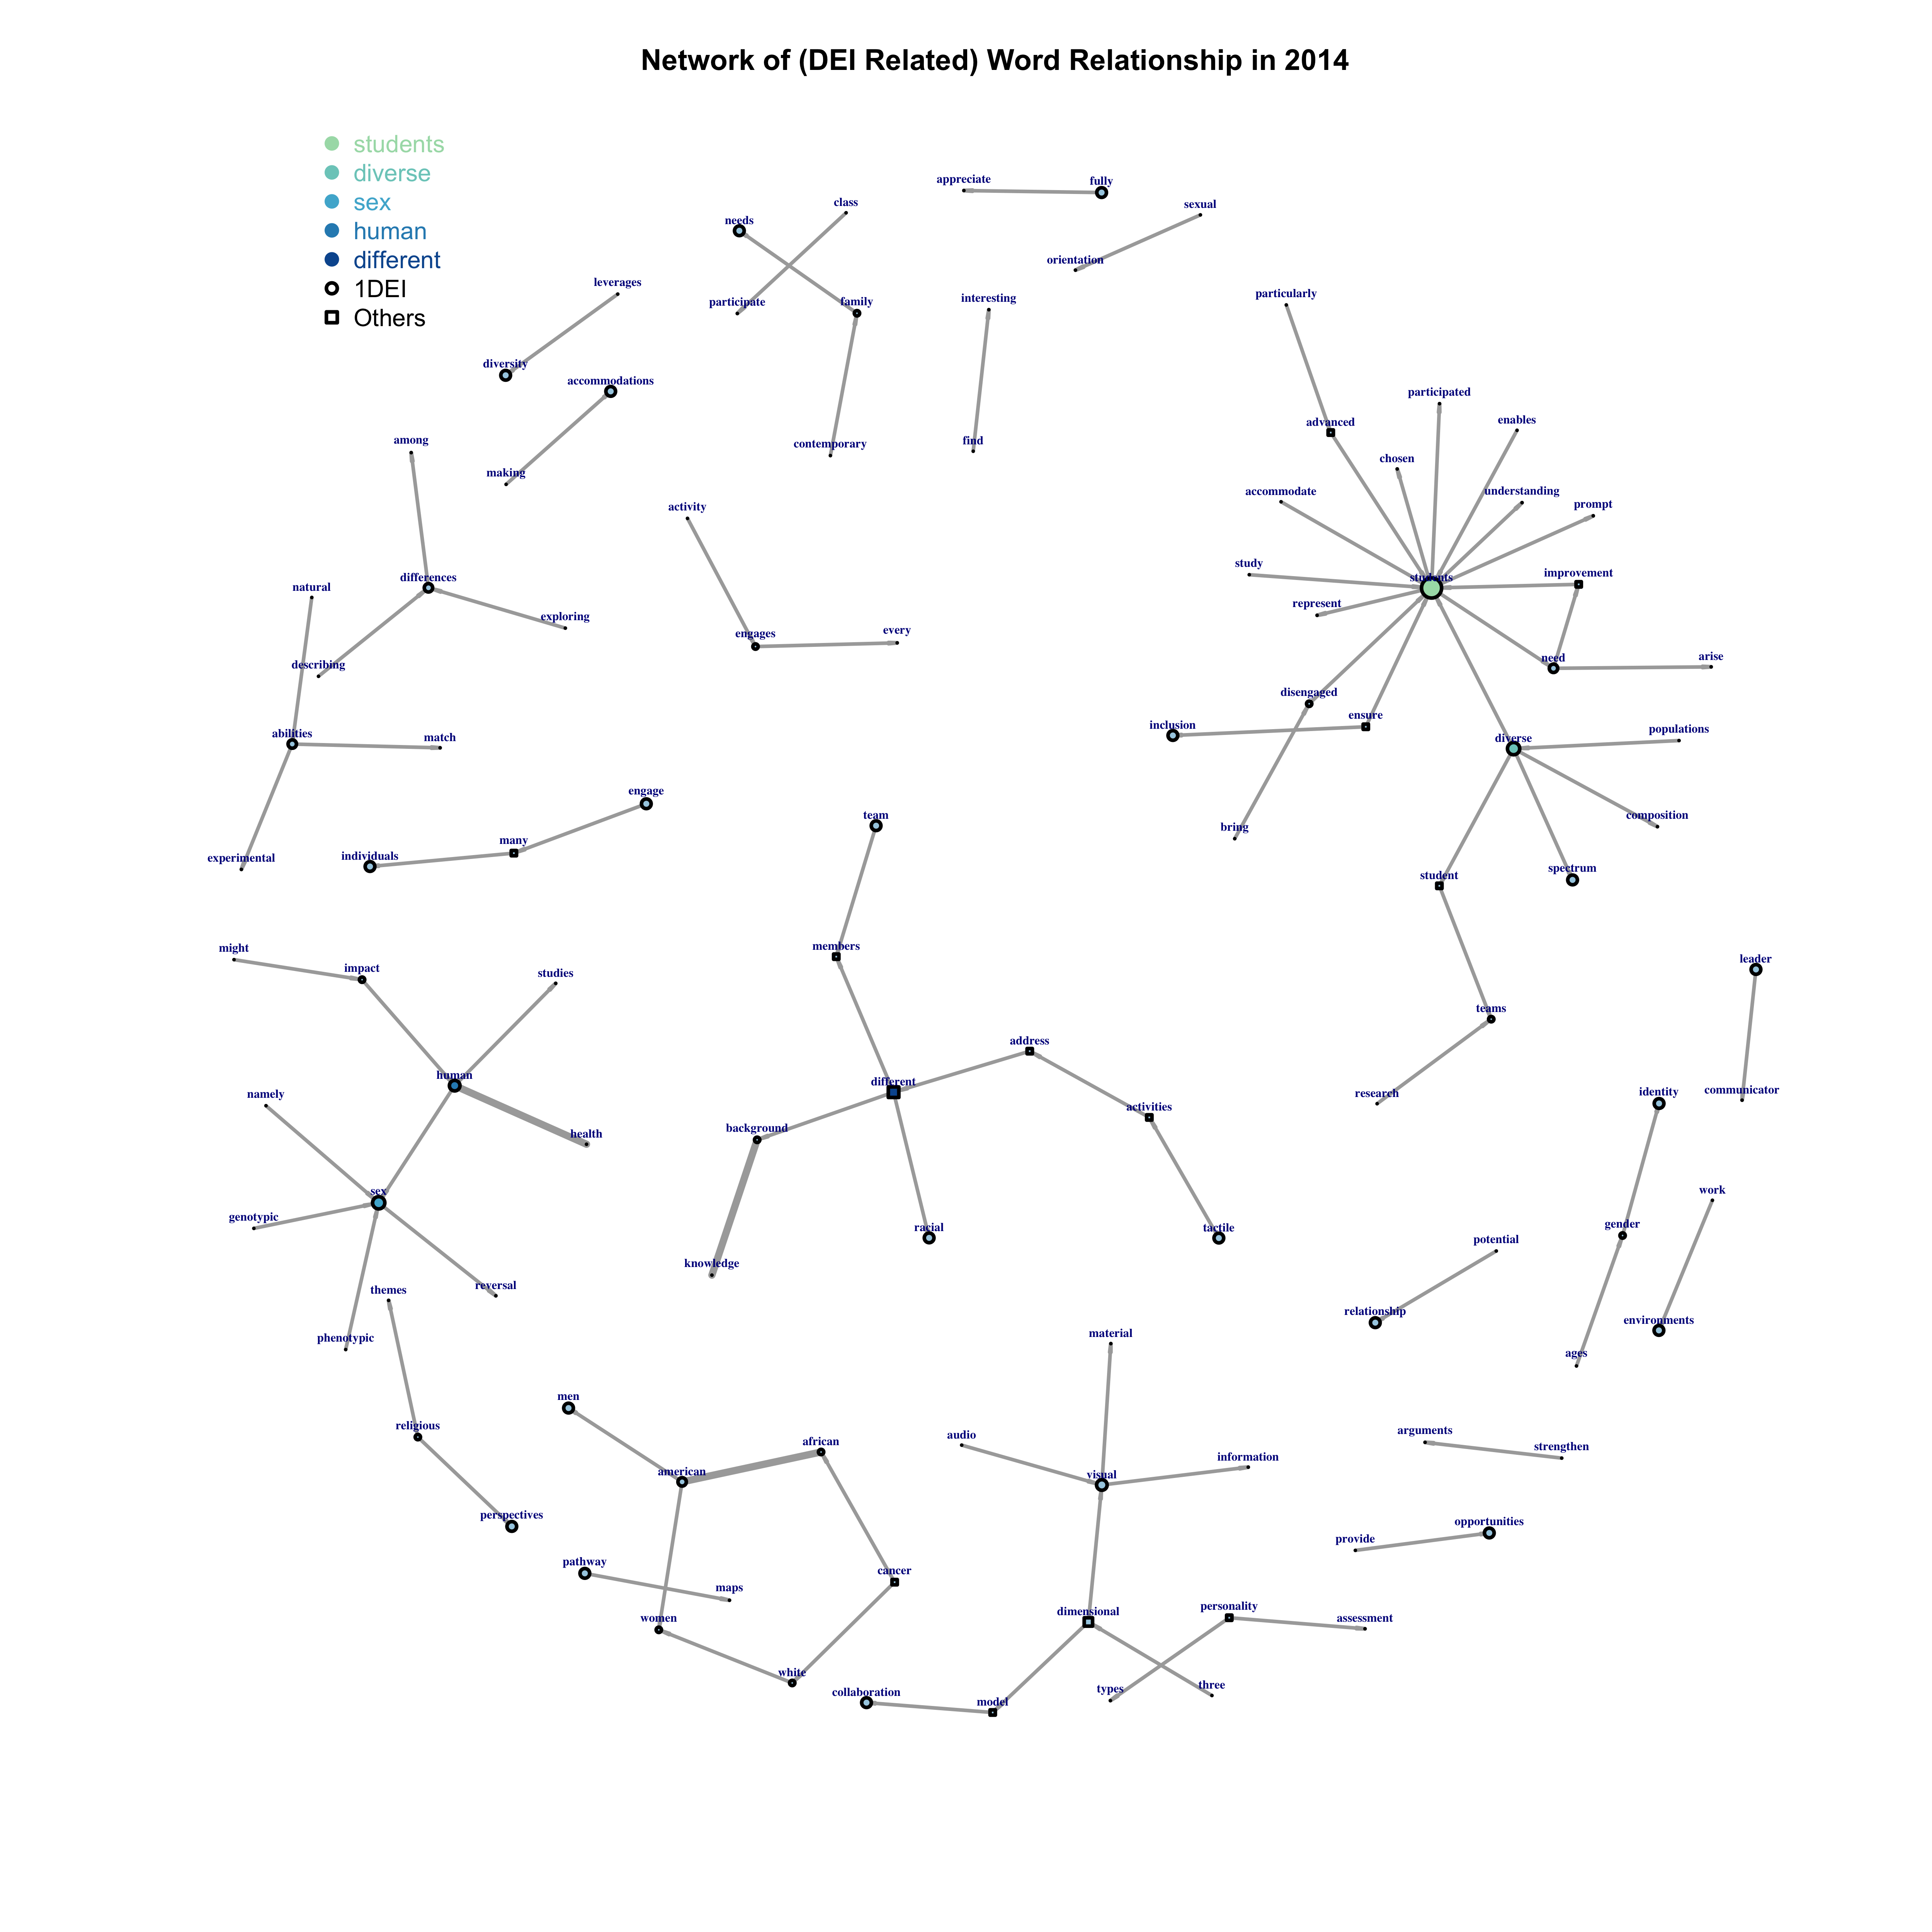 Network of (DEI Related) Word Relationship in 2014
students
diverse
sex
human
different
1DEI
Others
appreciate
fully
class
sexual
needs
orientation
leverages
participate
family
interesting
particularly
diversity
accommodations
participated
enables
advanced
among
contemporary
find
chosen
making
accommodate
understanding
activity
prompt
study
students
improvement
natural
differences
represent
exploring
engages
every
need
arise
describing
disengaged
ensure
inclusion
populations
abilities
match
diverse
engage
team
composition
bring
many
individuals
experimental
student
spectrum
might
members
impact
studies
leader
teams
address
human
different
namely
research
identity
communicator
activities
background
health
sex
work
genotypic
racial
tactile
gender
potential
knowledge
reversal
themes
relationship
environments
phenotypic
material
ages
men
religious
audio
african
arguments
strengthen
information
american
visual
perspectives
opportunities
provide
pathway
cancer
maps
women
dimensional
personality
assessment
white
collaboration
model
types
three